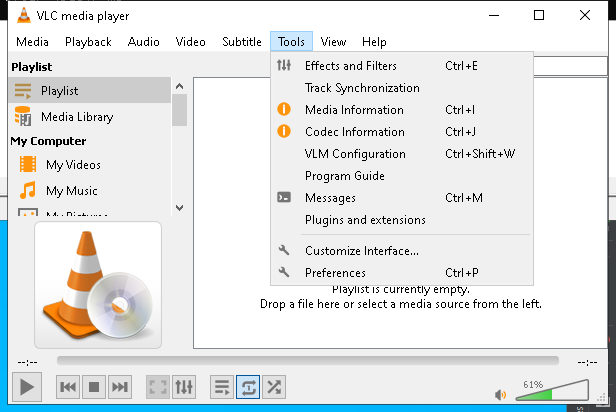 VLC media player
Media Playback Audio Video Subtitle Tools View Help
Playlist
Playlist
Media Library
My Computer
My Videos
My Music
My Pictures
Effects and Filters Ctrl+E
Track Synchronization
Media Information Ctrl+I
Codec Information Ctrl+J
VLM Configuration Ctrl+Shift+W
Program Guide
Messages Ctrl+M
Plugins and extensions
Customize Interface...
Preferences Ctrl+P
Playlist is currently empty.
Drop a file here or select a media source from the left.
--:-- --:--
61%